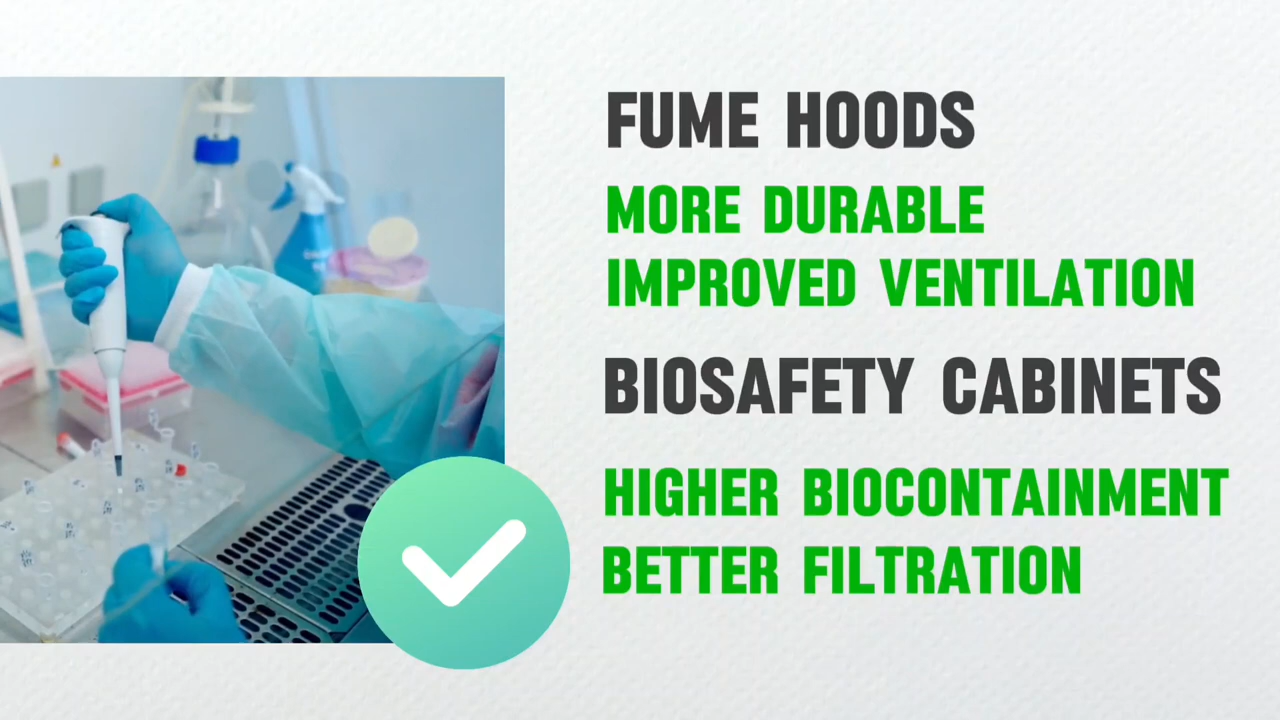 FUME HOODS
MORE DURABLE
IMPROVED VENTILATION
BIOSAFETY CABINETS
HIGHER BIOCONTAINMENT
BETTER FILTRATION